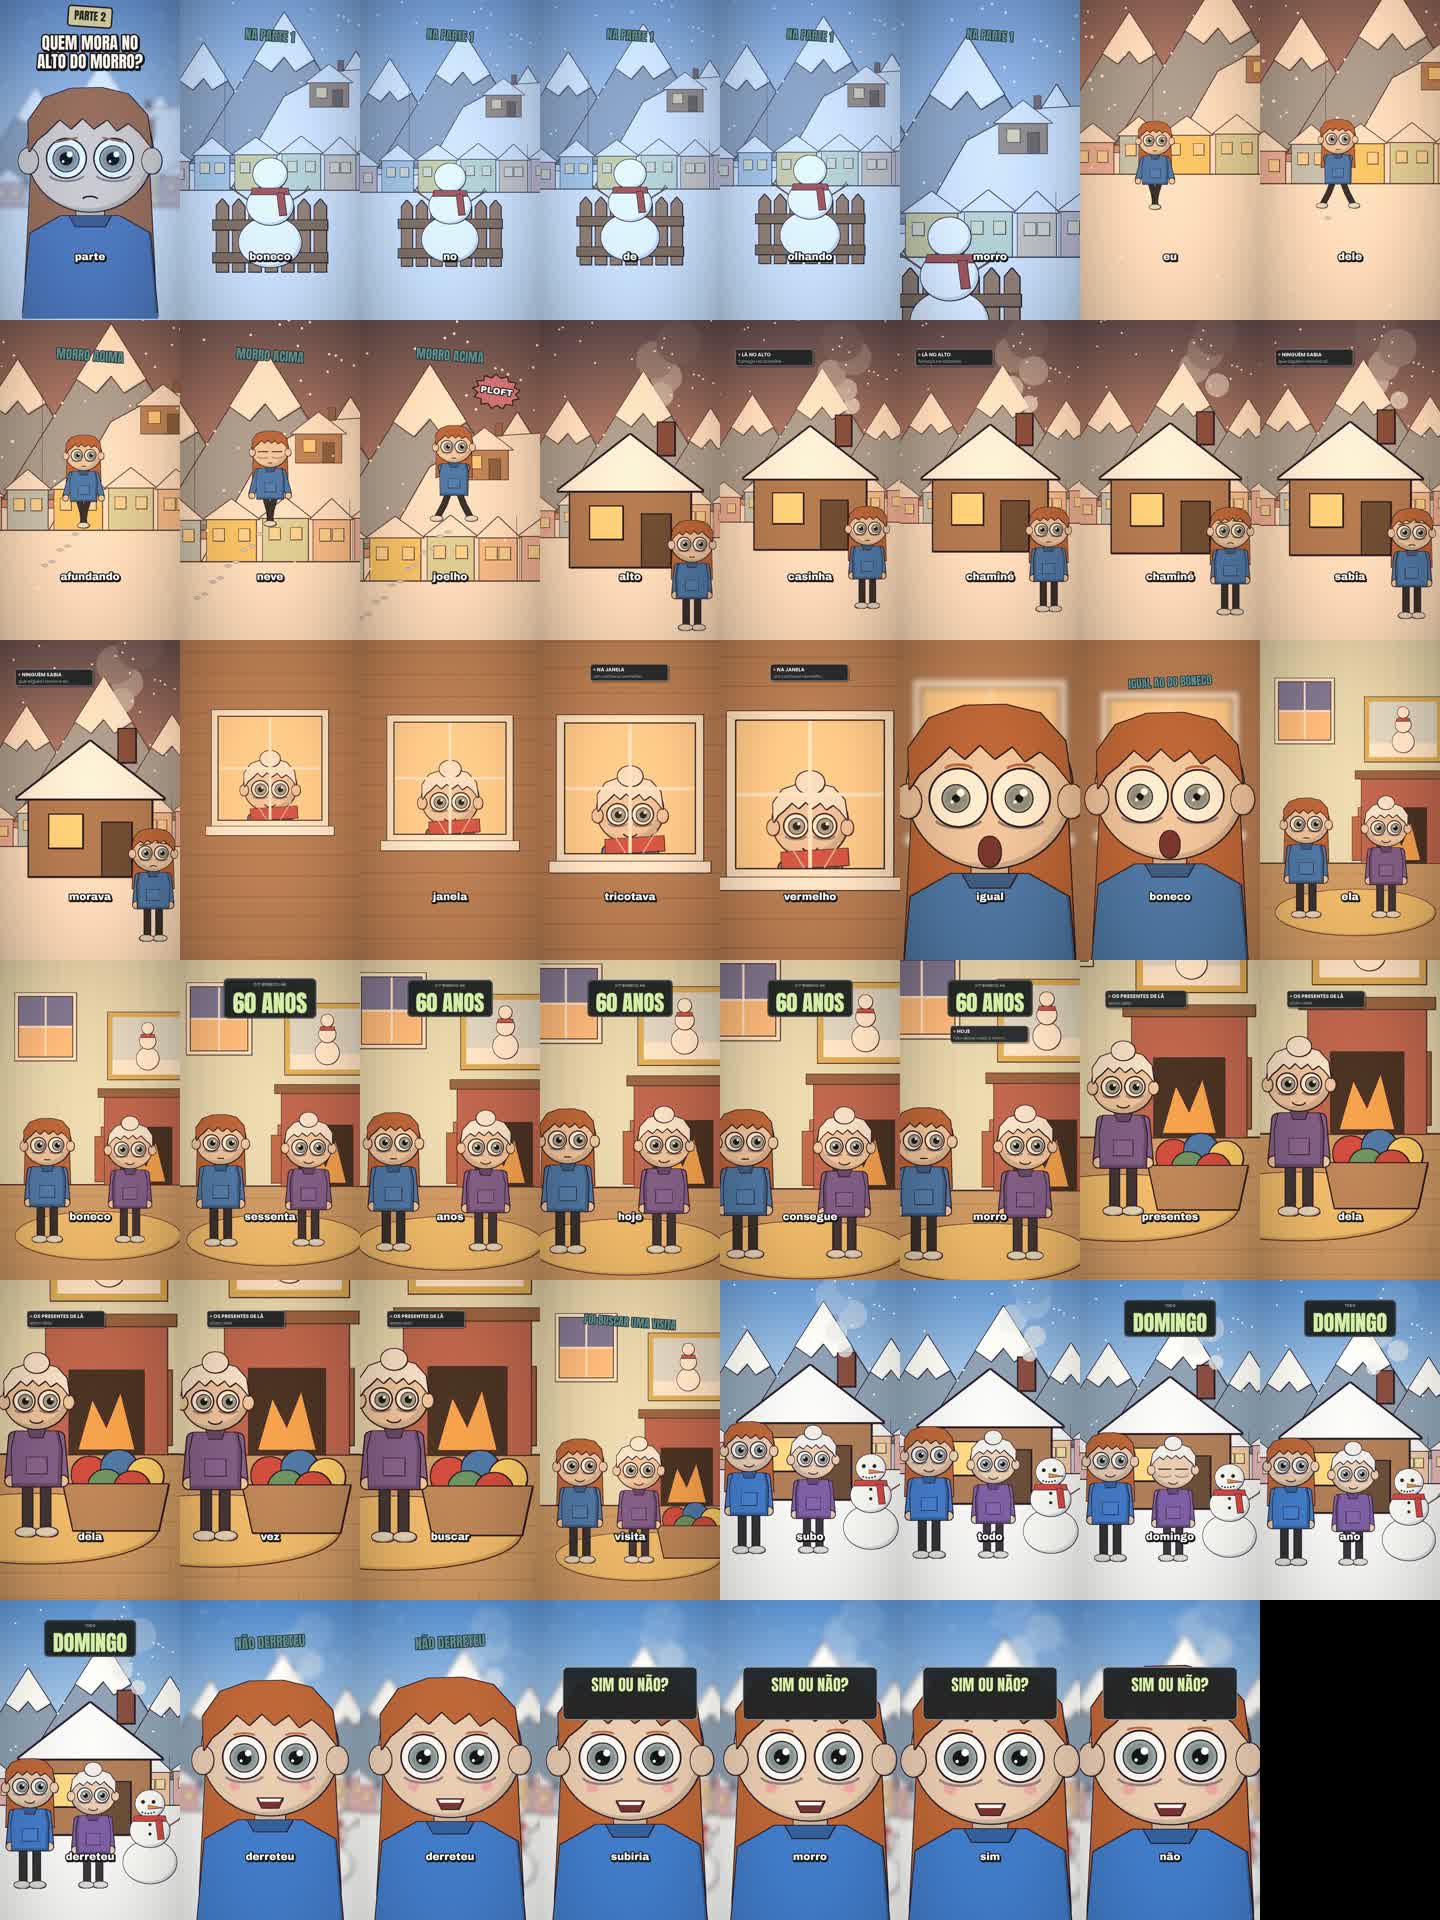 PARTE 2
QUEM MORA NO
ALTO DO MORRO?
parte
NA PARTE 1
boneco
NA PARTE 1
no
NA PARTE 1
de
NA PARTE 1
olhando
NA PARTE 1
morro
eu
dele
MORRO ACIMA
afundando
MORRO ACIMA
neve
MORRO ACIMA
PLOFT
joelho
alto
LÁ NO ALTO
casinha
LÁ NO ALTO
chaminé
chaminé
NINGUÉM SABIA
sabia
NINGUÉM SABIA
morava
janela
NA JANELA
tricotava
NA JANELA
vermelho
igual
IGUAL AO DO BONECO
boneco
ela
boneco
60 ANOS
sessenta
60 ANOS
anos
60 ANOS
hoje
60 ANOS
consegue
60 ANOS
HOJE
morro
OS PRESENTES DE LÃ
presentes
OS PRESENTES DE LÃ
dela
OS PRESENTES DE LÃ
dela
OS PRESENTES DE LÃ
vez
OS PRESENTES DE LÃ
buscar
FOI BUSCAR UMA VISITA
visita
subo
todo
TODO
DOMINGO
domingo
TODO
DOMINGO
ano
TODO
DOMINGO
derreteu
NÃO DERRETEU
derreteu
NÃO DERRETEU
derreteu
SIM OU NÃO?
subiria
SIM OU NÃO?
morro
SIM OU NÃO?
sim
SIM OU NÃO?
não